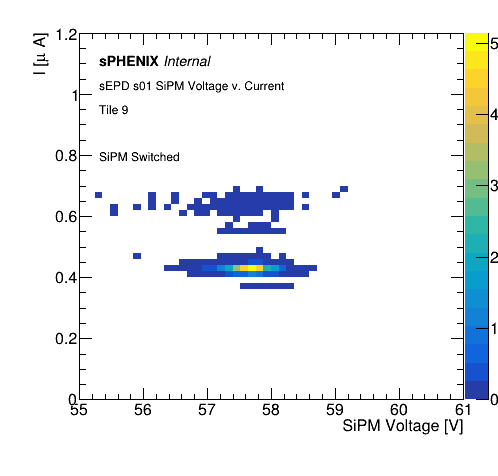 I [μ A]
1.2
1
0.8
0.6
0.4
0.2
0
sPHENIX Internal
sEPD s01 SiPM Voltage v. Current
Tile 9
SiPM Switched
55 56 57 58 59 60 61
SiPM Voltage [V]
5
4
3
2
1
0